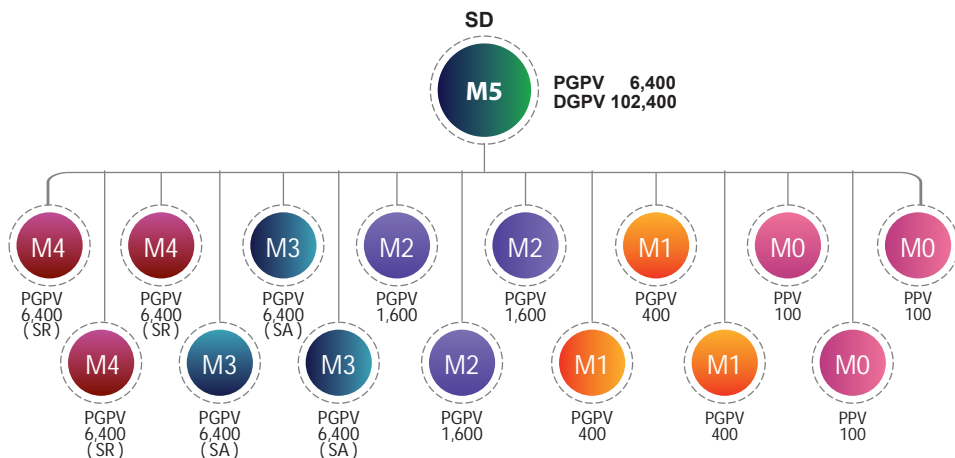 SD
M5
PGPV 6,400
DGPV 102,400
M4
PGPV
6,400
(SR)
M4
PGPV
6,400
(SR)
M3
PGPV
6,400
(SA)
M2
PGPV
1,600
M2
PGPV
1,600
M1
PGPV
400
M0
PPV
100
M0
PPV
100
M4
PGPV
6,400
(SR)
M3
PGPV
6,400
(SA)
M3
PGPV
6,400
(SA)
M2
PGPV
1,600
M1
PGPV
400
M1
PGPV
400
M0
PPV
100